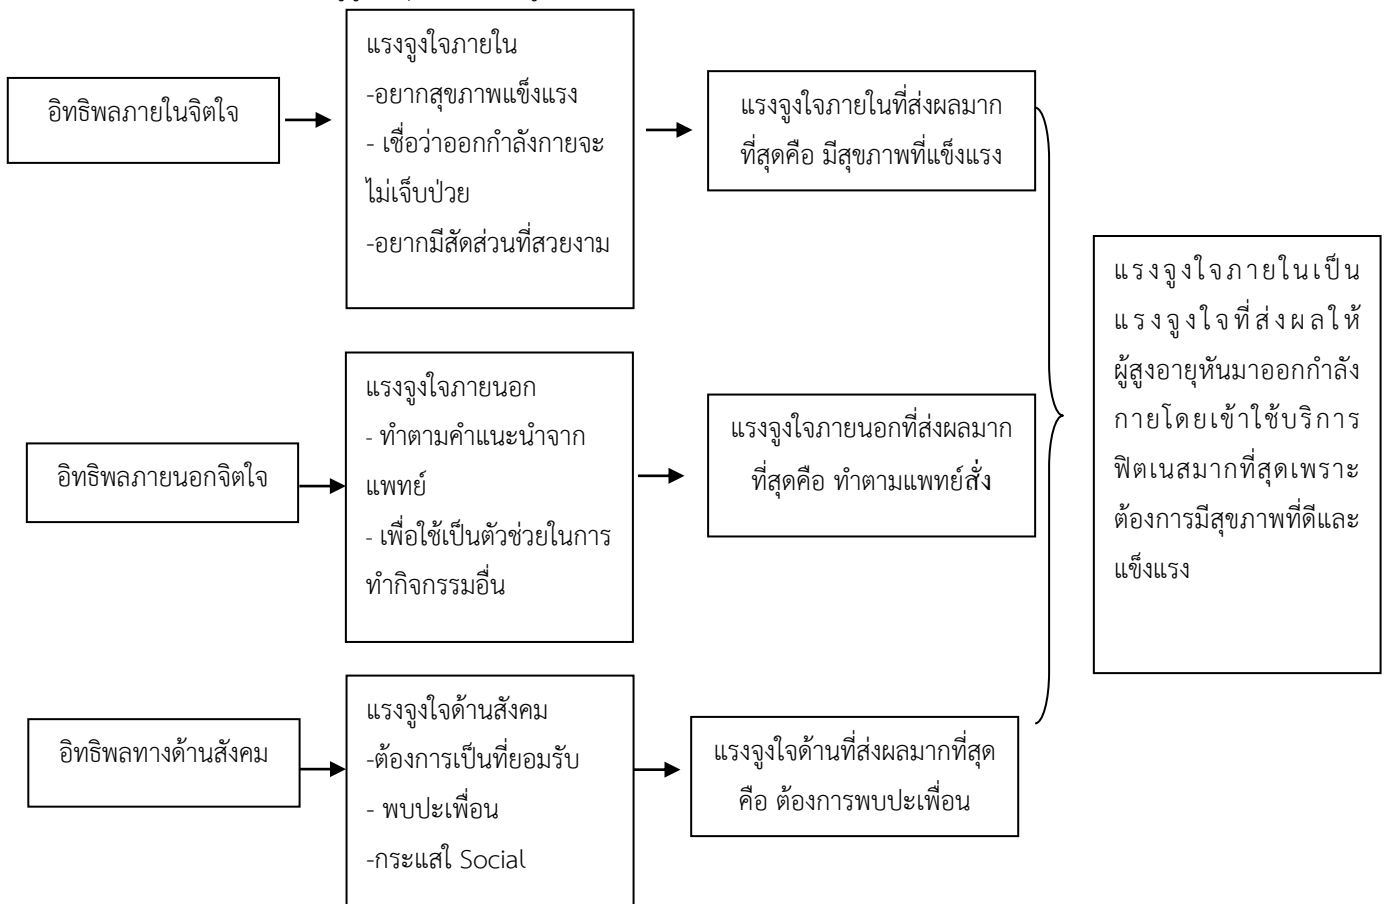 อิทธิพลภายในจิตใจ
แรงจูงใจภายใน
-อยากสุขภาพแข็งแรง
- เชื่อว่าออกกำลังกายจะ
ไม่เจ็บป่วย
-อยากมีสัดส่วนที่สวยงาม
แรงจูงใจภายในที่ส่งผลมาก
ที่สุดคือ มีสุขภาพที่แข็งแรง
อิทธิพลภายนอกจิตใจ
แรงจูงใจภายนอก
- ทำตามคำแนะนำจาก
แพทย์
- เพื่อใช้เป็นตัวช่วยในการ
ทำกิจกรรมอื่น
แรงจูงใจภายนอกที่ส่งผลมาก
ที่สุดคือ ทำตามแพทย์สั่ง
อิทธิพลทางด้านสังคม
แรงจูงใจด้านสังคม
-ต้องการเป็นที่ยอมรับ
- พบปะเพื่อน
-กระแสใ Social
แรงจูงใจด้านที่ส่งผลมากที่สุด
คือ ต้องการพบปะเพื่อน
แรงจูงใจภายในเป็น
แรงจูงใจที่ส่งผลให้
ผู้สูงอายุหันมาออกกำลัง
กายโดยเข้าใช้บริการ
ฟิตเนสมากที่สุดเพราะ
ต้องการมีสุขภาพที่ดีและ
แข็งแรง